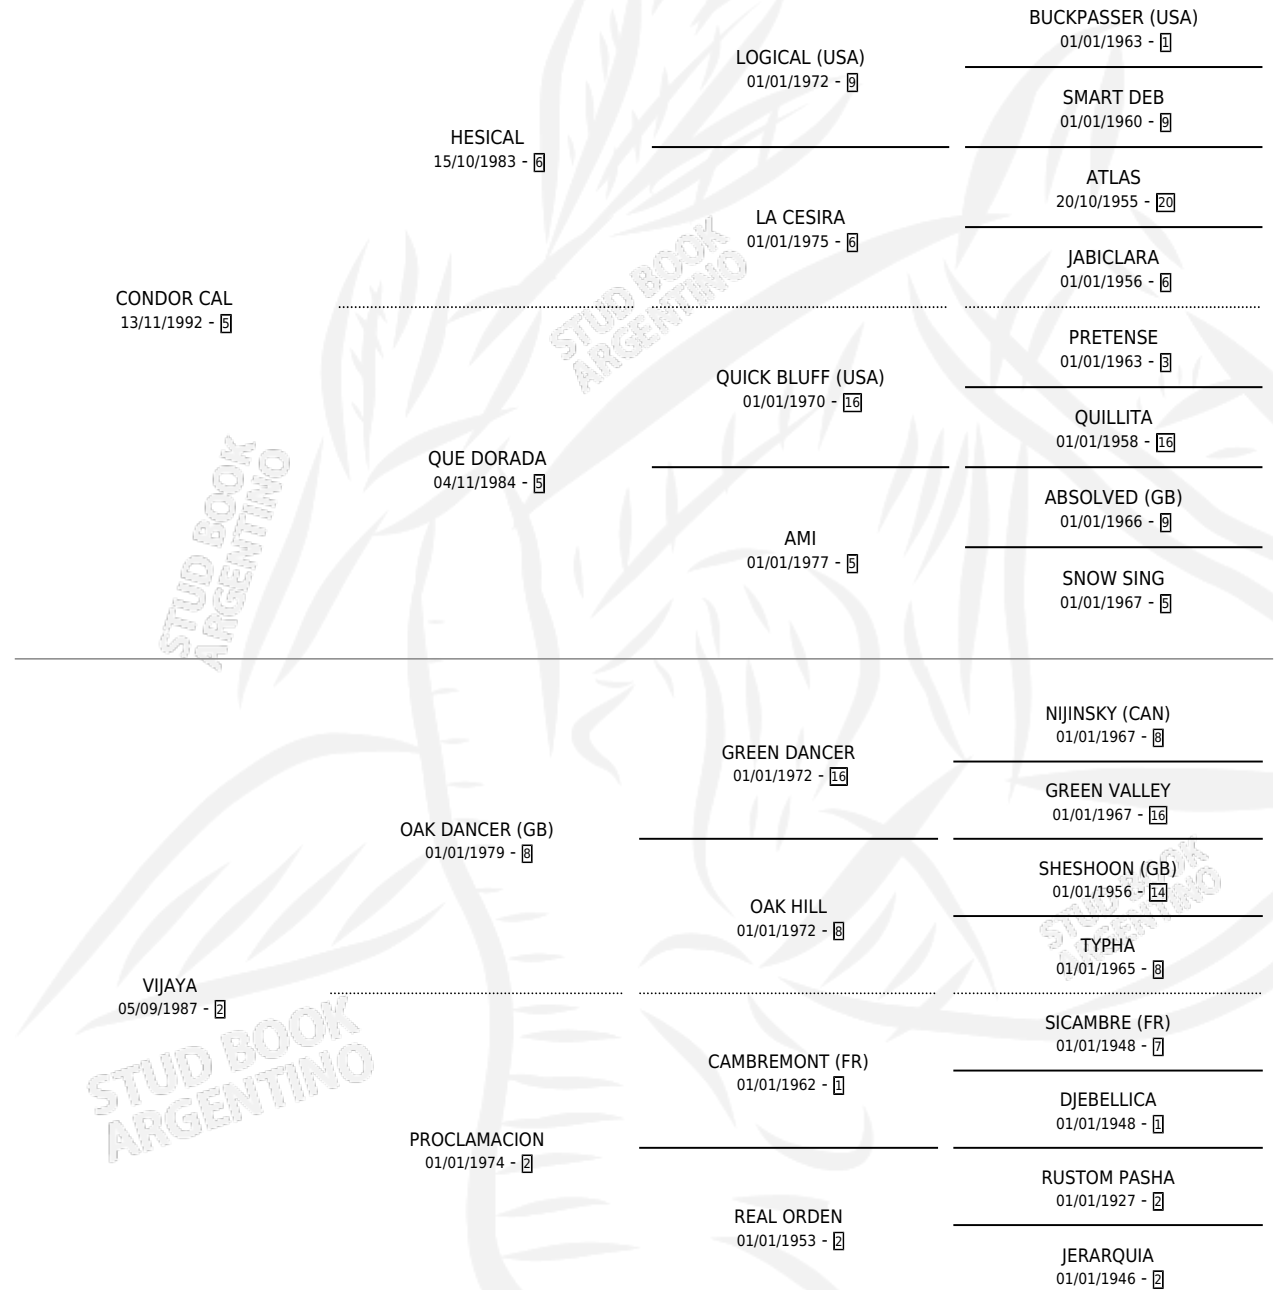 BUCKPASSER (USA)
01/01/1963 - 1
LOGICAL (USA)
01/01/1972 - 9
SMART DEB
01/01/1960 - 9
HESICAL
15/10/1983 - 6
ATLAS
20/10/1955 - 20
LA CESIRA
01/01/1975 - 6
JABICLARA
01/01/1956 - 6
CONDOR CAL
13/11/1992 - 5
PRETENSE
01/01/1963 - 3
QUICK BLUFF (USA)
01/01/1970 - 16
QUILLITA
01/01/1958 - 16
QUE DORADA
04/11/1984 - 5
ABSOLVED (GB)
01/01/1966 - 9
AMI
01/01/1977 - 5
SNOW SING
01/01/1967 - 5
STUD BOOK
ARGENTINO
STUD BOOK
ARGENTINO
NIJINSKY (CAN)
01/01/1967 - 8
GREEN DANCER
01/01/1972 - 16
GREEN VALLEY
01/01/1967 - 16
OAK DANCER (GB)
01/01/1979 - 8
SHESHOON (GB)
01/01/1956 - 14
OAK HILL
01/01/1972 - 8
TYPHA
01/01/1965 - 8
STUD BOOK
ARGENTINO
VIJAYA
05/09/1987 - 2
SICAMBRE (FR)
01/01/1948 - 7
CAMBREMONT (FR)
01/01/1962 - 1
DJEBELLICA
01/01/1948 - 1
PROCLAMACION
01/01/1974 - 2
RUSTOM PASHA
01/01/1927 - 2
REAL ORDEN
01/01/1953 - 2
JERARQUIA
01/01/1946 - 2
STUD BOOK
ARGENTINO